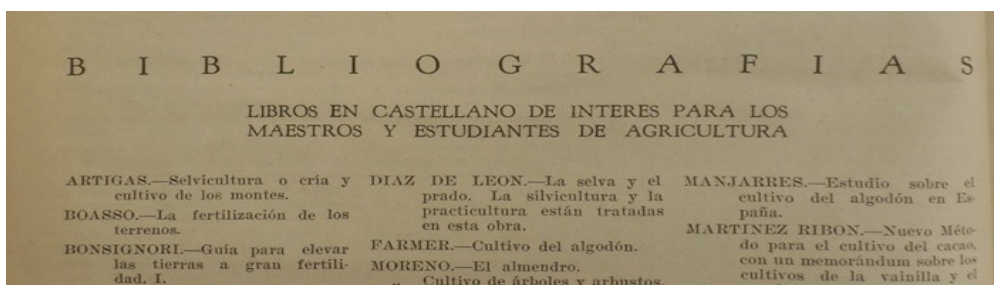 BIBLIOGRAFIAS
LIBROS EN CASTELLANO DE INTERES PARA LOS
MAESTROS Y ESTUDIANTES DE AGRICULTURA
ARTIGAS.—Selvicultura o cría y
cultivo de los montes.
BOASSO.—La fertilización de los
terrenos.
BONSIGNORI.—Guía para elevar
las tierras a gran fertili-
dad. I.
DIAZ DE LEON.—La selva y el
prado. La silvicultura y la
practicultura están tratadas
en esta obra.
FARMER.—Cultivo del algodón.
MORENO.—El almendro.
„ Cultivo de árboles y arbustos.
MANJARRES.—Estudio sobre el
cultivo del algodón en Es-
paña.
MARTINEZ RIBON.—Nuevo Méto-
do para el cultivo del cacao,
con un memorándum sobre los
cultivos de la vainilla y el